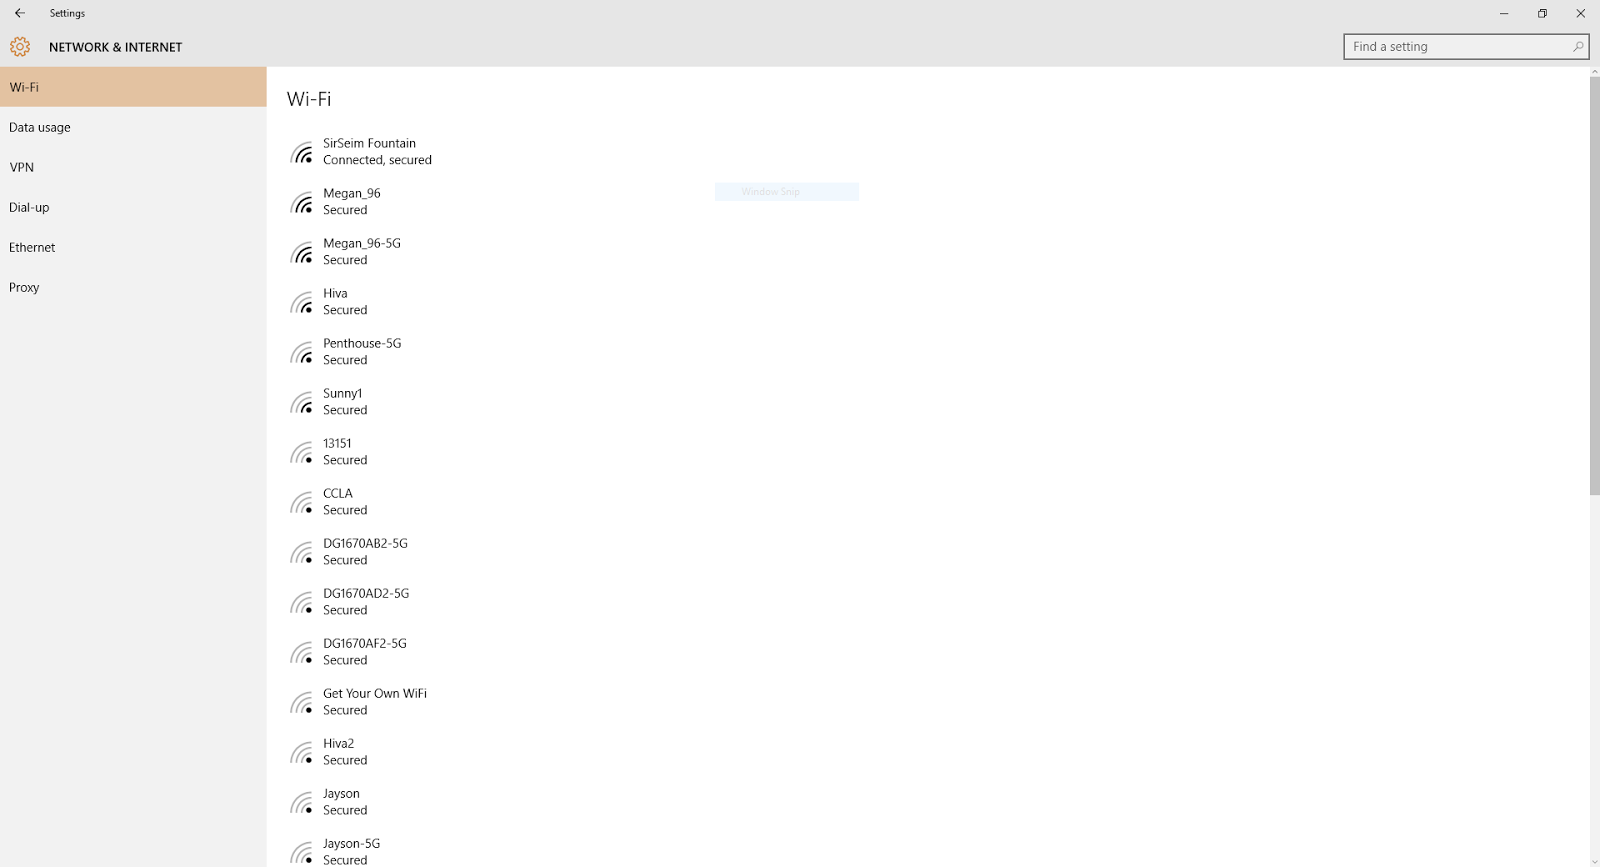 Settings
NETWORK & INTERNET
Find a setting
Wi-Fi
Data usage
VPN
Dial-up
Ethernet
Proxy
Wi-Fi
SirSeim Fountain
Connected, secured
Window Snip
Megan_96
Secured
Megan_96-5G
Secured
Hiva
Secured
Penthouse-5G
Secured
Sunny1
Secured
13151
Secured
CCLA
Secured
DG1670AB2-5G
Secured
DG1670AD2-5G
Secured
DG1670AF2-5G
Secured
Get Your Own WiFi
Secured
Hiva2
Secured
Jayson
Secured
Jayson-5G
Secured